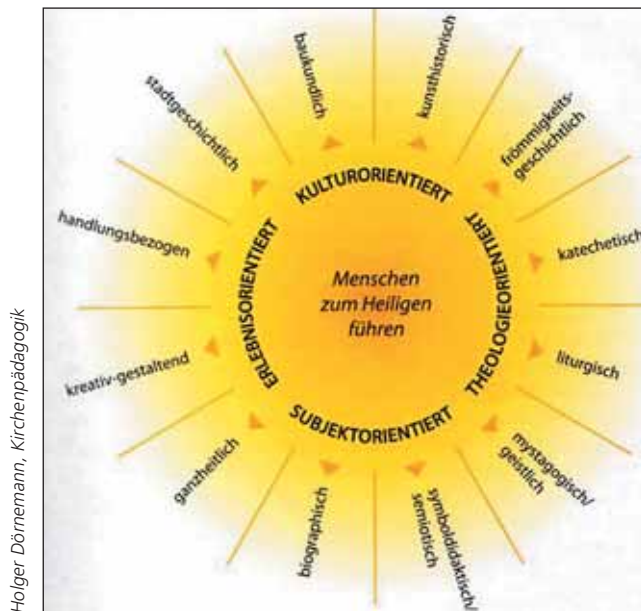 Holger Dörnemann, Kirchenpädagogik
baukundlich
kunsthistorisch
stadtgeschichtlich
frömmigkeits-
geschichtlich
handlungsbezogen
katechetisch
kreativ-gestaltend
liturgisch
ganzheitlich
mystagogisch/
geistlich
biographisch
symboldidaktisch/
semiotisch
KULTURORIENTIERT
THEOLOGIEORIENTIERT
SUBJEKTORIENTIERT
ERLEBNISORIENTIERT
Menschen
zum Heiligen
führen